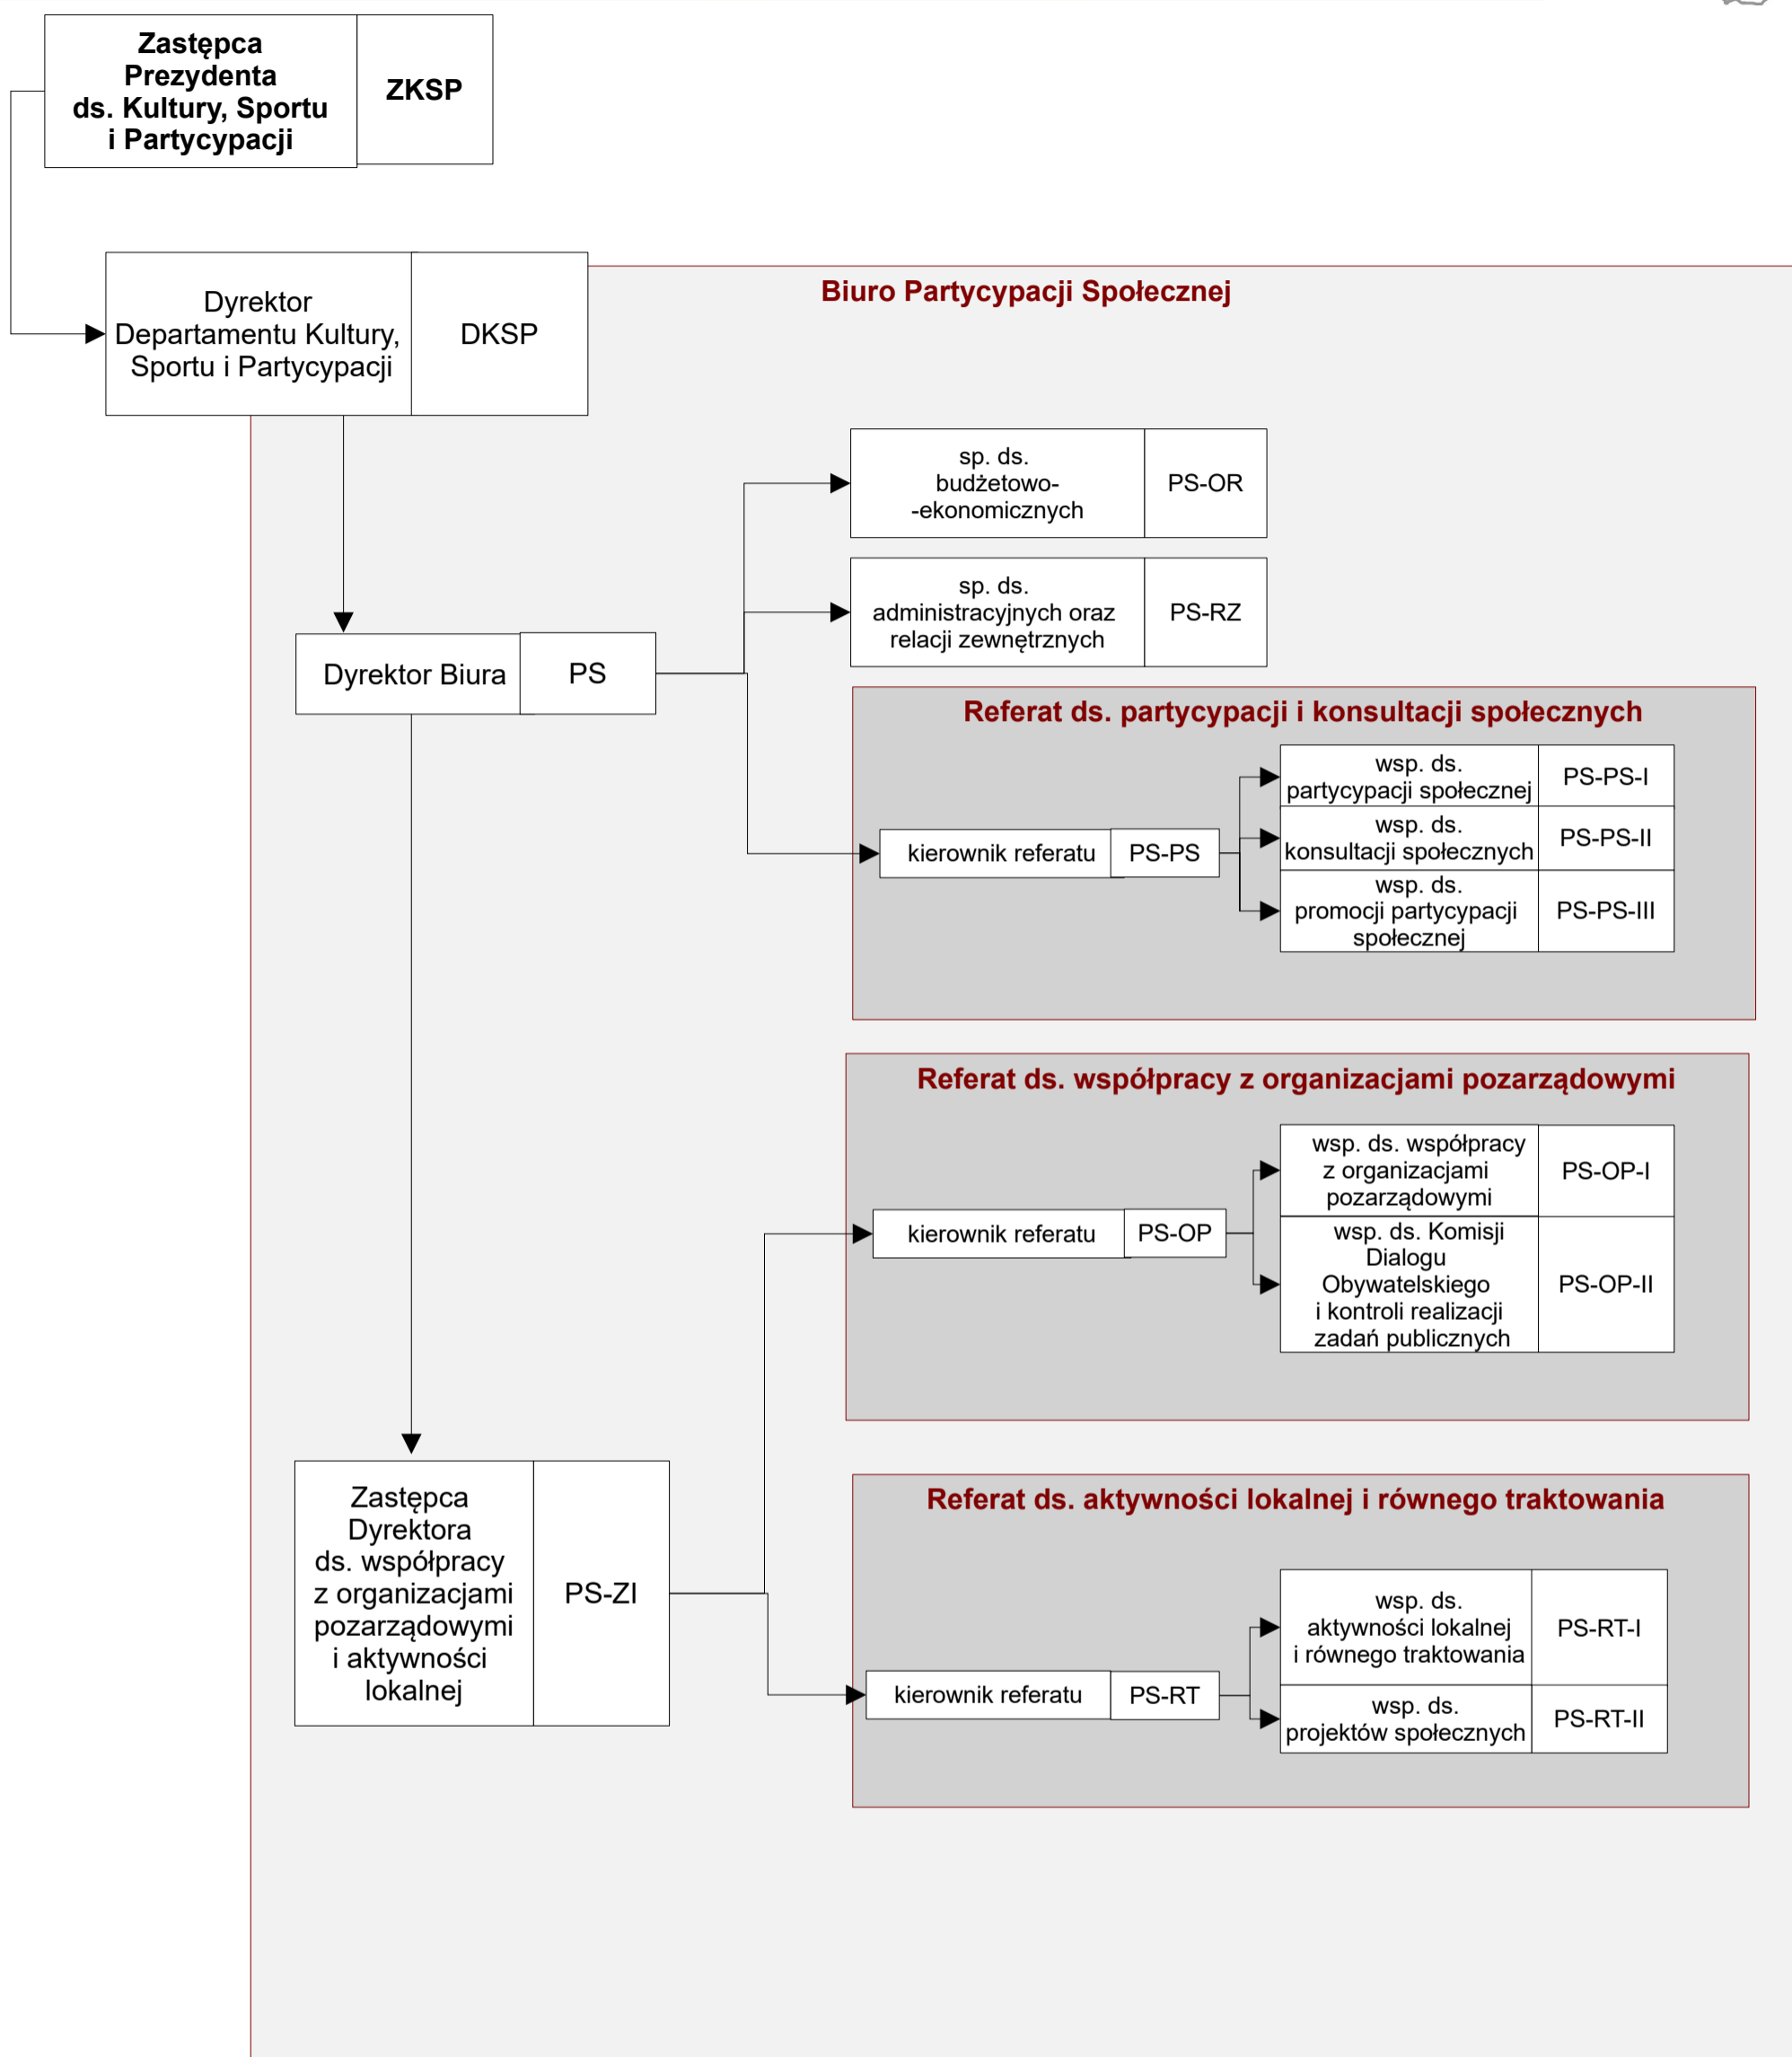 Zastępca
Prezydenta
ds. Kultury, Sportu
i Partycypacji
ZKSP
Dyrektor
Departamentu Kultury,
Sportu i Partycypacji
DKSP
Biuro Partycypacji Społecznej
sp. ds.
budżetowo-
-ekonomicznych
PS-OR
sp. ds.
administracyjnych oraz
relacji zewnętrznych
PS-RZ
Dyrektor Biura
PS
Referat ds. partycypacji i konsultacji społecznych
kierownik referatu
PS-PS
wsp. ds.
partycypacji społecznej
PS-PS-I
wsp. ds.
konsultacji społecznych
PS-PS-II
wsp. ds.
promocji partycypacji
społecznej
PS-PS-III
Referat ds. współpracy z organizacjami pozarządowymi
kierownik referatu
PS-OP
wsp. ds. współpracy
z organizacjami
pozarządowymi
PS-OP-I
wsp. ds. Komisji
Dialogu
Obywatelskiego
i kontroli realizacji
zadań publicznych
PS-OP-II
Zastępca
Dyrektora
ds. współpracy
z organizacjami
pozarządowymi
i aktywności
lokalnej
PS-ZI
Referat ds. aktywności lokalnej i równego traktowania
kierownik referatu
PS-RT
wsp. ds.
aktywności lokalnej
i równego traktowania
PS-RT-I
wsp. ds.
projektów społecznych
PS-RT-II